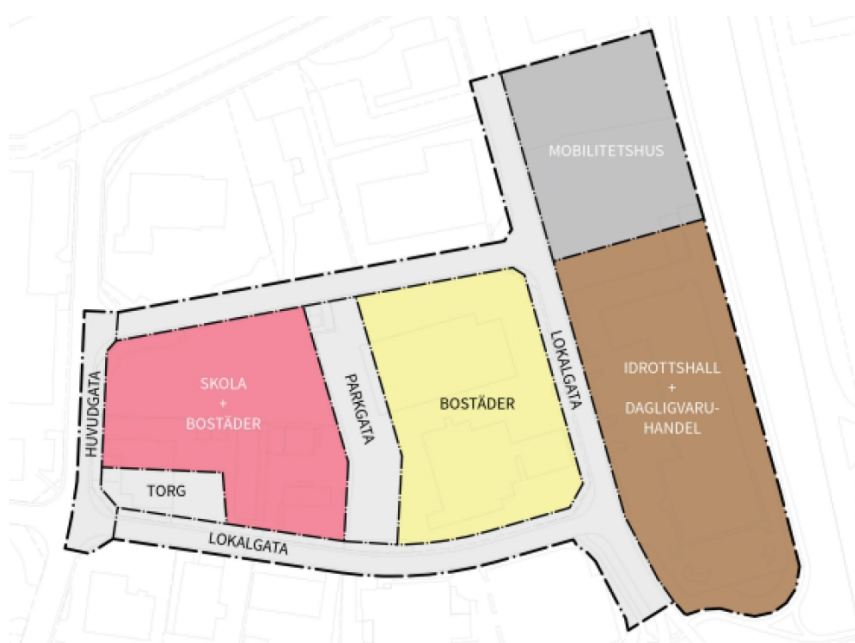 MOBILITETSHUS
IDROTTSHALL
+
DAGLIGVARU-
HANDEL
LOKALGATA
BOSTÄDER
PARKGATA
SKOLA
+
BOSTÄDER
HUVUDGATA
TORG
LOKALGATA